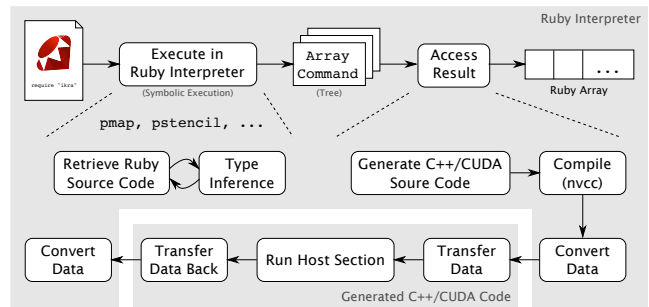 Ruby Interpreter
require "ikra"
Execute in
Ruby Interpreter
(Symbolic Execution)
Array
Command
(Tree)
Access
Result
...
Ruby Array
pmap, pstencil, ...
Retrieve Ruby
Source Code
Type
Inference
Generate C++/CUDA
Soure Code
Compile
(nvcc)
Convert
Data
Transfer
Data Back
Run Host Section
Transfer
Data
Convert
Data
Generated C++/CUDA Code